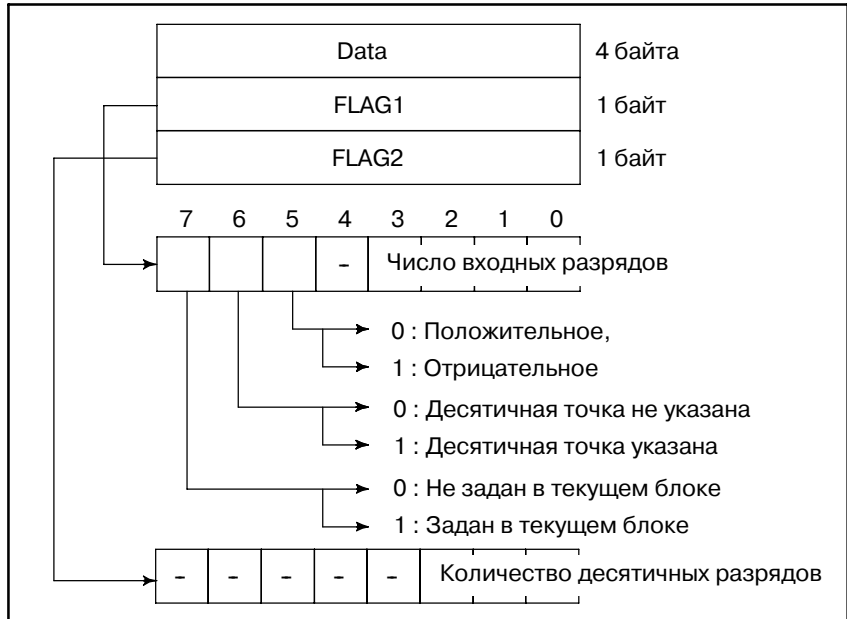 Data 4 байта
FLAG1 1 байт
FLAG2 1 байт
7 6 5 4 3 2 1 0
- Число входных разрядов
0 : Положительное,
1 : Отрицательное
0 : Десятичная точка не указана
1 : Десятичная точка указана
0 : Не задан в текущем блоке
1 : Задан в текущем блоке
- - - - - Количество десятичных разрядов